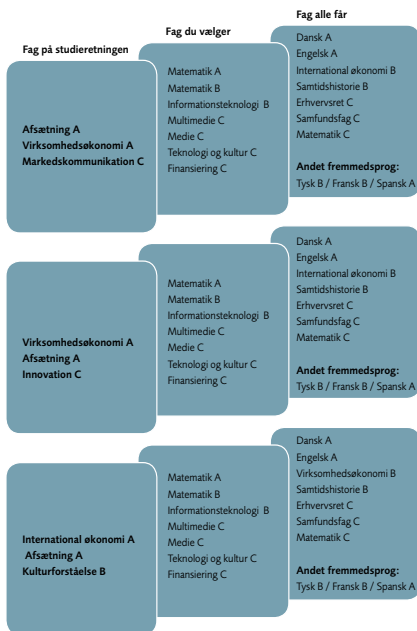 Fag på studieretningen
Fag du vælger
Fag alle får
Afsætning A
Virksomhedsøkonomi A
Markedskommunikation C
Matematik A
Matematik B
Informationsteknologi B
Multimedie C
Medie C
Teknologi og kultur C
Finansiering C
Dansk A
Engelsk A
International økonomi B
Samtidshistorie B
Erhvervsret C
Samfundsfag C
Matematik C
Andet fremmedsprog:
Tysk B / Fransk B / Spansk A
Virksomhedsøkonomi A
Afsætning A
Innovation C
Matematik A
Matematik B
Informationsteknologi B
Multimedie C
Medie C
Teknologi og kultur C
Finansiering C
Dansk A
Engelsk A
International økonomi B
Samtidshistorie B
Erhvervsret C
Samfundsfag C
Matematik C
Andet fremmedsprog:
Tysk B / Fransk B / Spansk A
International økonomi A
Afsætning A
Kulturforståelse B
Matematik A
Matematik B
Informationsteknologi B
Multimedie C
Medie C
Teknologi og kultur C
Finansiering C
Dansk A
Engelsk A
Virksomhedsøkonomi B
Samtidshistorie B
Erhvervsret C
Samfundsfag C
Matematik C
Andet fremmedsprog:
Tysk B / Fransk B / Spansk A